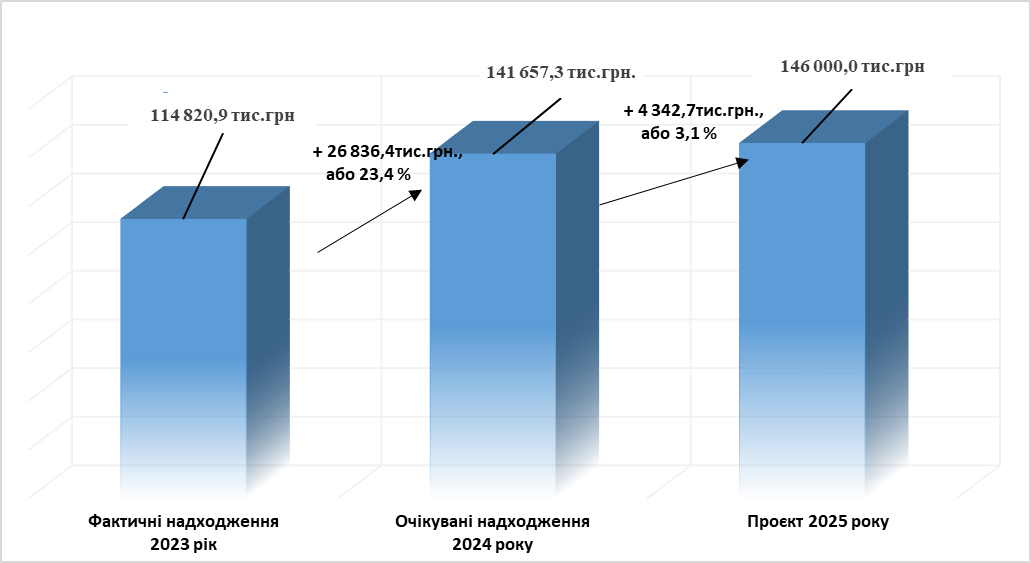 114 820,9 тис.грн
141 657,3 тис.грн.
146 000,0 тис.грн
+ 26 836,4тис.грн.,
або 23,4 %
+ 4 342,7тис.грн.,
або 3,1 %
Фактичні надходження
2023 рік
Очікувані надходження
2024 року
Проєкт 2025 року